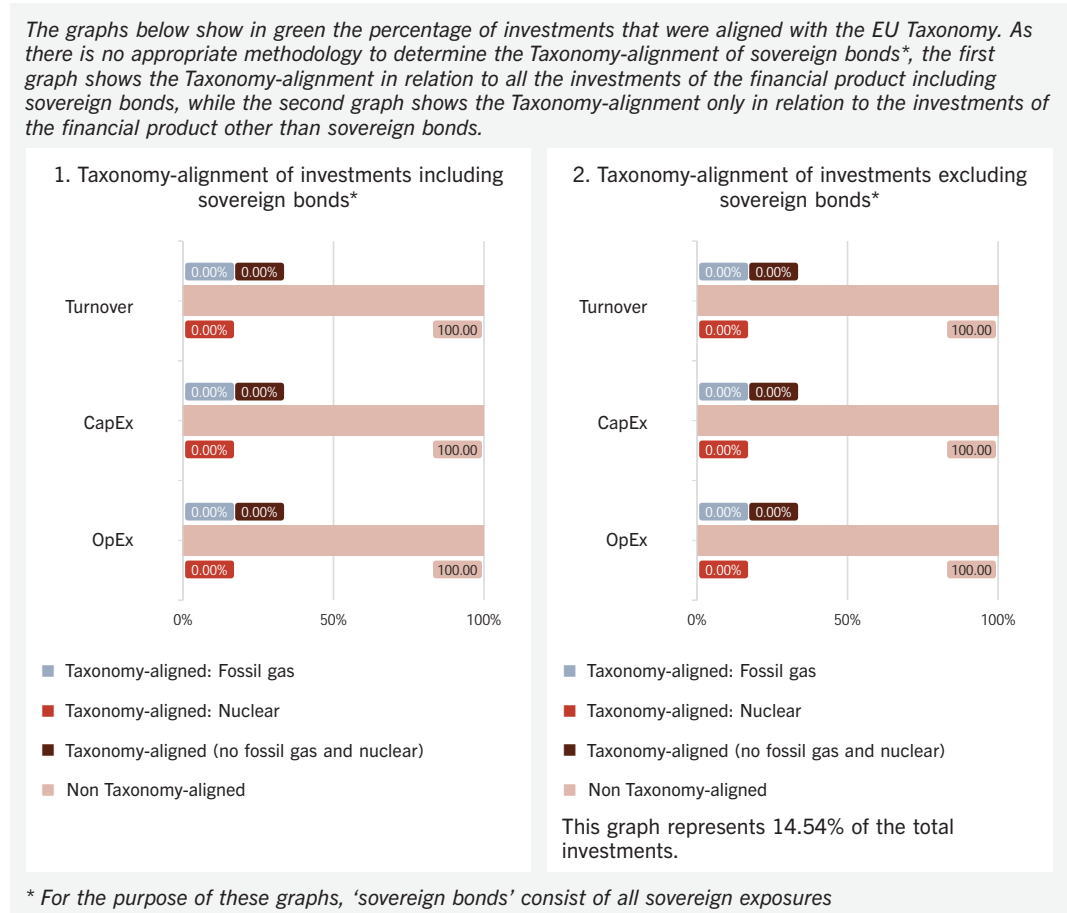 The graphs below show in green the percentage of investments that were aligned with the EU Taxonomy. As
there is no appropriate methodology to determine the Taxonomy-alignment of sovereign bonds*, the first
graph shows the Taxonomy-alignment in relation to all the investments of the financial product including
sovereign bonds, while the second graph shows the Taxonomy-alignment only in relation to the investments of
the financial product other than sovereign bonds.
1. Taxonomy-alignment of investments including
sovereign bonds*
0.00% 0.00%
Turnover
0.00% 100.00
0.00% 0.00%
CapEx
0.00% 100.00
0.00% 0.00%
OpEx
0.00% 100.00
0% 50% 100%
Taxonomy-aligned: Fossil gas
Taxonomy-aligned: Nuclear
Taxonomy-aligned (no fossil gas and nuclear)
Non Taxonomy-aligned
2. Taxonomy-alignment of investments excluding
sovereign bonds*
0.00% 0.00%
Turnover
0.00% 100.00
0.00% 0.00%
CapEx
0.00% 100.00
0.00% 0.00%
OpEx
0.00% 100.00
0% 50% 100%
Taxonomy-aligned: Fossil gas
Taxonomy-aligned: Nuclear
Taxonomy-aligned (no fossil gas and nuclear)
Non Taxonomy-aligned
This graph represents 14.54% of the total
investments.
* For the purpose of these graphs, ‘sovereign bonds’ consist of all sovereign exposures